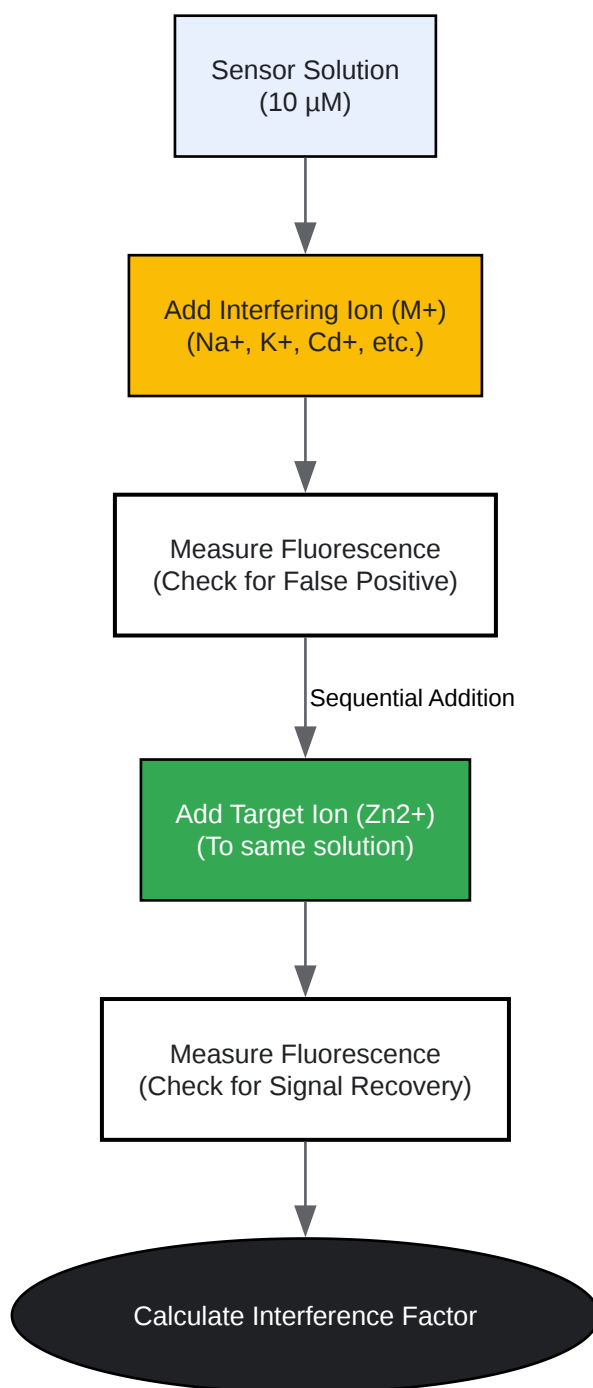 Sensor Solution
(10 µM)
Add Interfering Ion (M+)
(Na+, K+, Cd+, etc.)
Measure Fluorescence
(Check for False Positive)
Sequential Addition
Add Target Ion (Zn2+)
(To same solution)
Measure Fluorescence
(Check for Signal Recovery)
Calculate Interference Factor